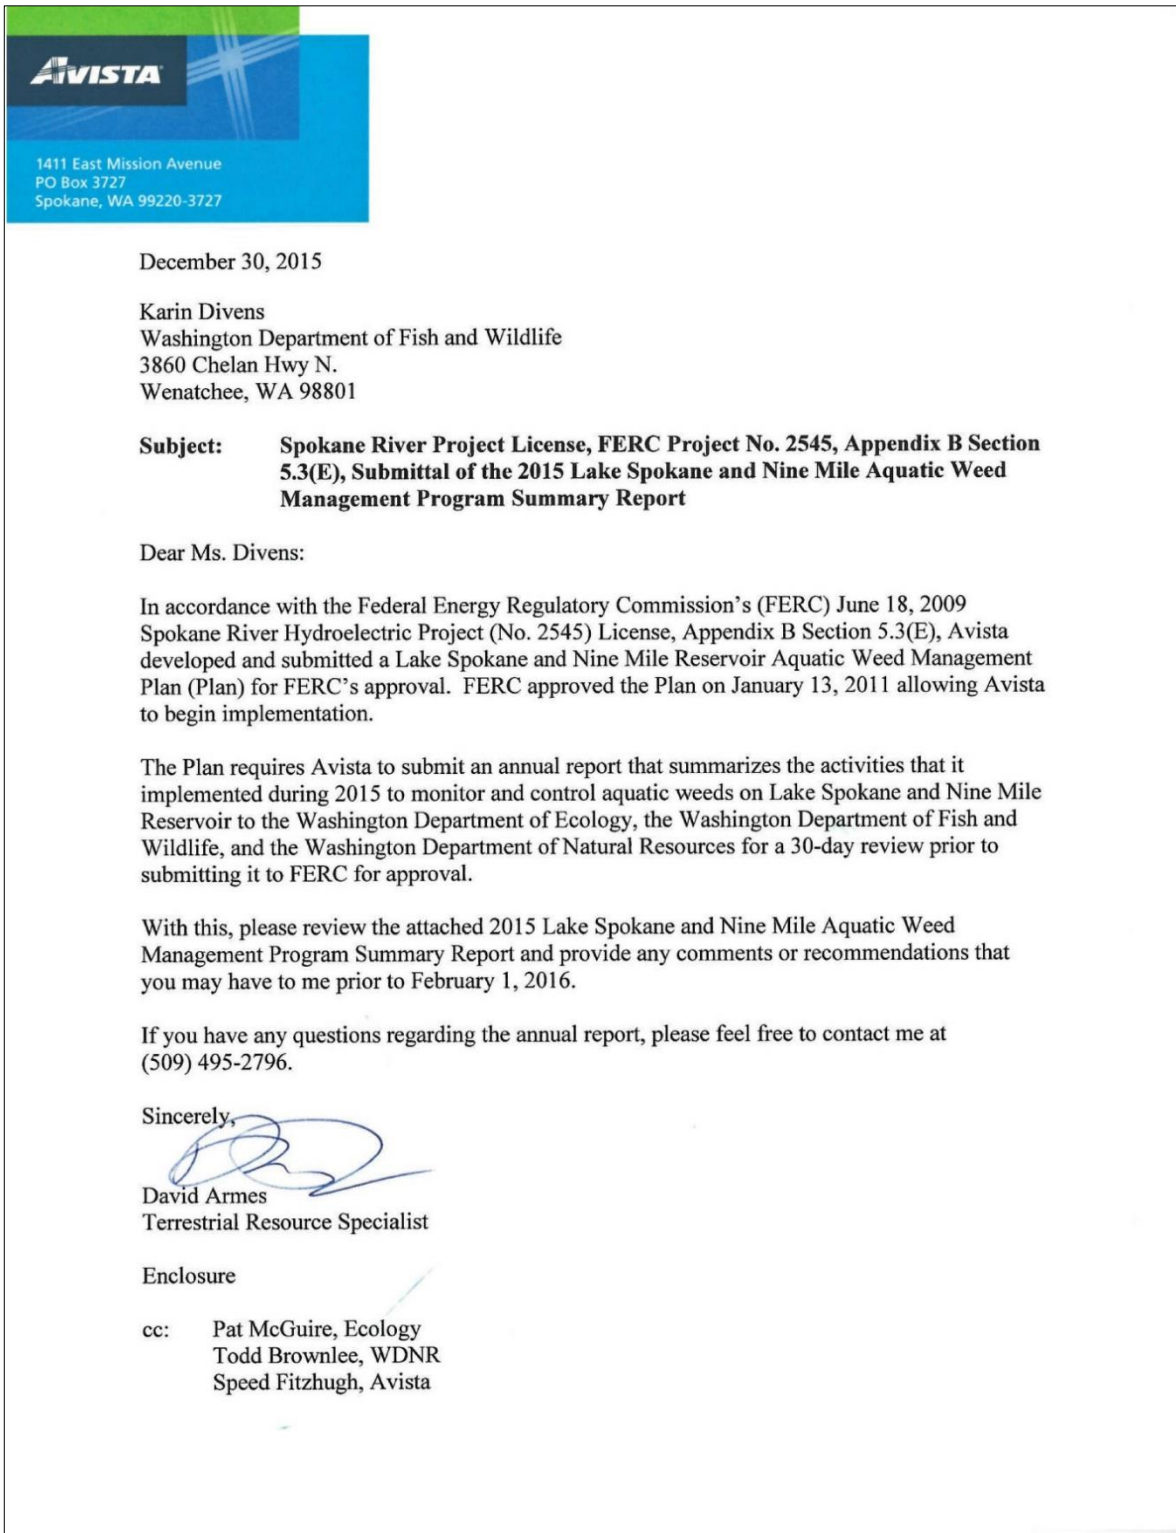 AVISTA
1411 East Mission Avenue
PO Box 3727
Spokane, WA 99220-3727
December 30, 2015
Karin Divens
Washington Department of Fish and Wildlife
3860 Chelan Hwy N.
Wenatchee, WA 98801
Subject: Spokane River Project License, FERC Project No. 2545, Appendix B Section
5.3(E), Submittal of the 2015 Lake Spokane and Nine Mile Aquatic Weed
Management Program Summary Report
Dear Ms. Divens:
In accordance with the Federal Energy Regulatory Commission's (FERC) June 18, 2009
Spokane River Hydroelectric Project (No. 2545) License, Appendix B Section 5.3(E), Avista
developed and submitted a Lake Spokane and Nine Mile Reservoir Aquatic Weed Management
Plan (Plan) for FERC's approval. FERC approved the Plan on January 13, 2011 allowing Avista
to begin implementation.
The Plan requires Avista to submit an annual report that summarizes the activities that it
implemented during 2015 to monitor and control aquatic weeds on Lake Spokane and Nine Mile
Reservoir to the Washington Department of Ecology, the Washington Department of Fish and
Wildlife, and the Washington Department of Natural Resources for a 30-day review prior to
submitting it to FERC for approval.
With this, please review the attached 2015 Lake Spokane and Nine Mile Aquatic Weed
Management Program Summary Report and provide any comments or recommendations that
you may have to me prior to February 1, 2016.
If you have any questions regarding the annual report, please feel free to contact me at
(509) 495-2796.
Sincerely,
David Armes
Terrestrial Resource Specialist
Enclosure
cc: Pat McGuire, Ecology
Todd Brownlee, WDNR
Speed Fitzhugh, Avista